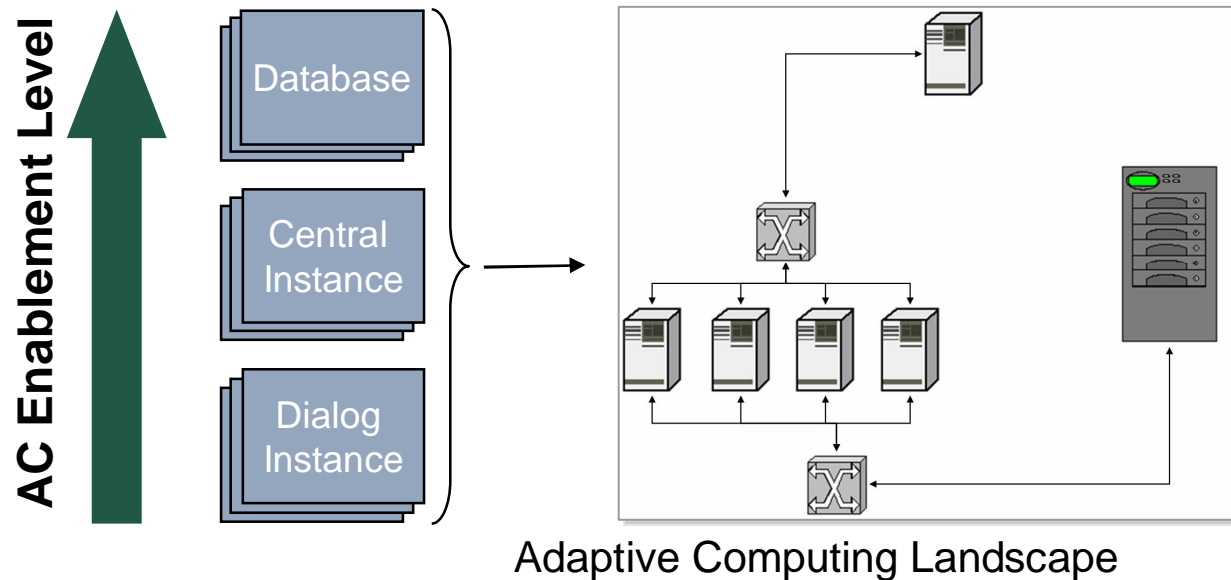 AC Enablement Level
Database
Central
Instance
Dialog
Instance
Adaptive Computing Landscape